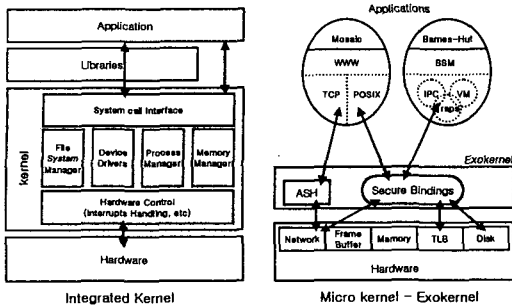 Application
Libraries
kernel
System call Interface
File System Manager
Device Drivers
Process Manager
Memory Manager
Hardware Control
(Interrupts Handling, etc)
Hardware
Integrated Kernel
Applications
Mosaic
WWW
TCP
POSIX
Barnes-Hut
BSM
IPC
VM
Traps
Exokernel
ASH
Secure Bindings
Network
Frame Buffer
Memory
TLB
Disk
Hardware
Micro kernel - Exokernel